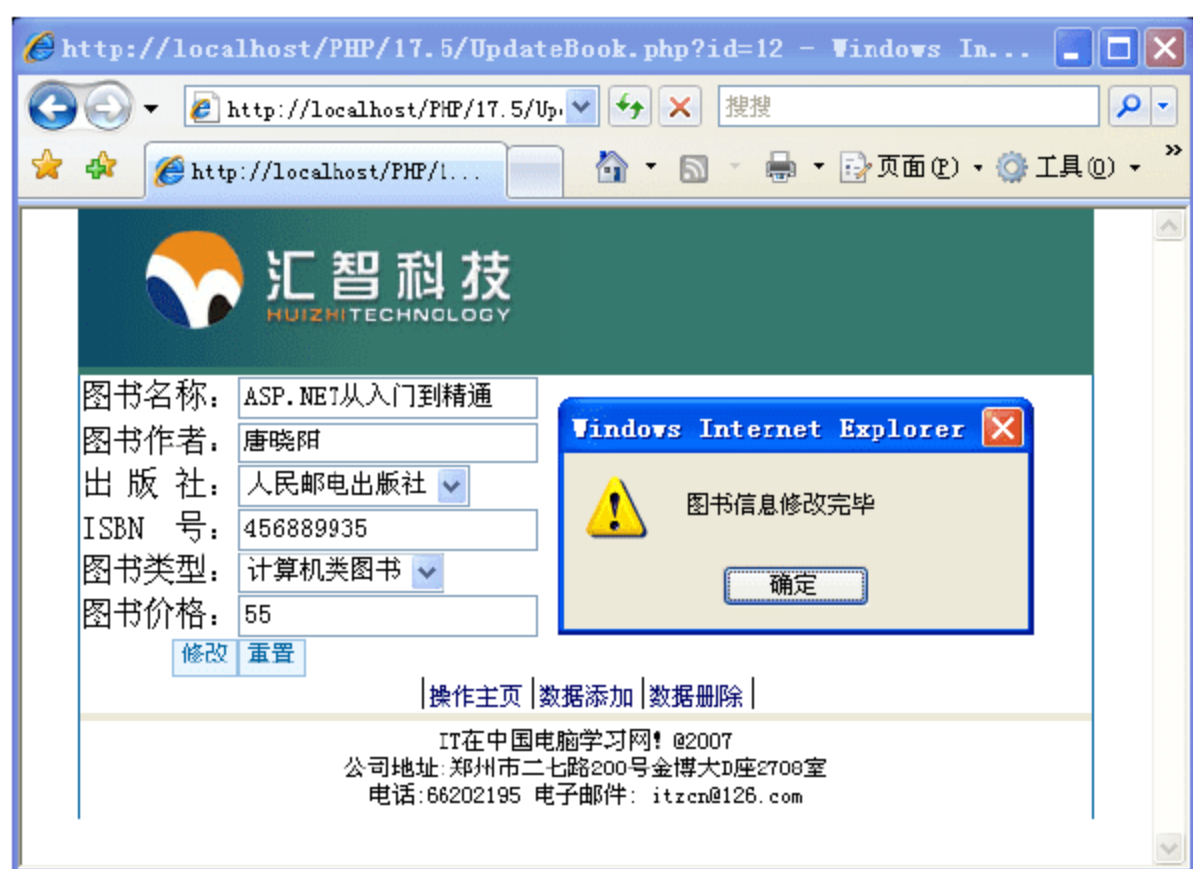 http://localhost/PHP/17.5/UpdateBook.php?id=12 - Windows In...
http://localhost/PHP/17.5/Up
搜搜
http://localhost/PHP/1...
页面(P)
工具(O)
»
汇智科技
HUIZHITECHNOLOGY
图书名称: ASP.NET从入门到精通
图书作者: 唐晓阳
出 版 社: 人民邮电出版社
ISBN 号: 456889935
图书类型: 计算机类图书
图书价格: 55
修改 重置
Windows Internet Explorer
图书信息修改完毕
确定
|操作主页|数据添加|数据删除|
IT在中国电脑学习网! @2007
公司地址:郑州市二七路200号金博大D座2708室
电话:66202195 电子邮件: itzcn@126.com